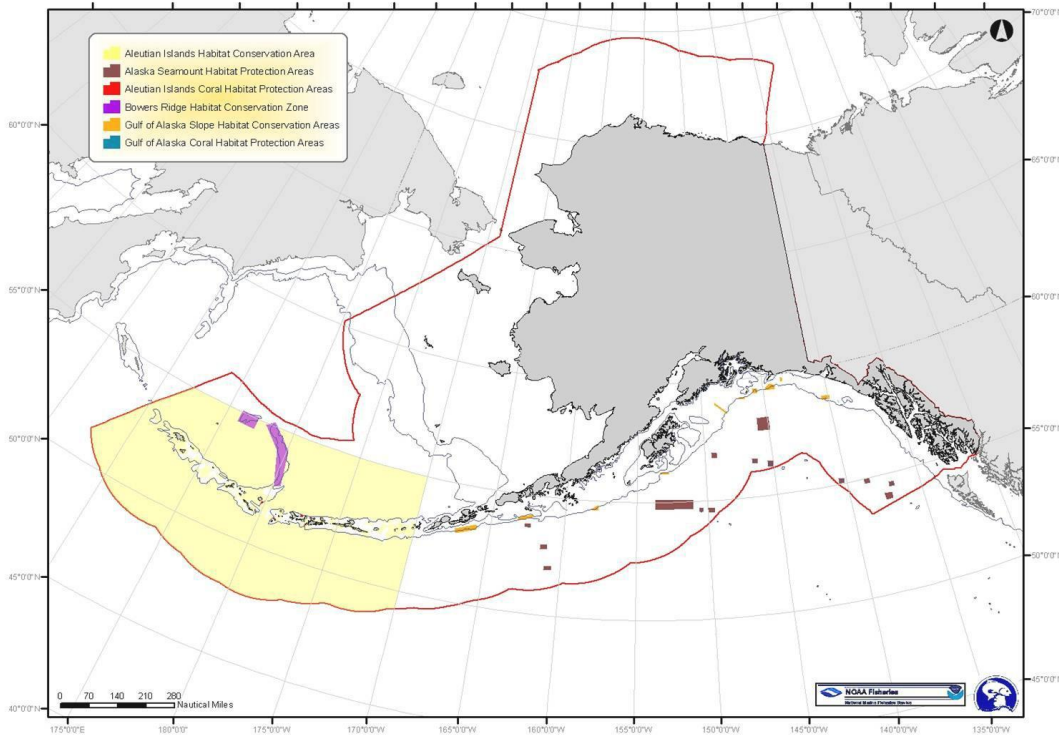 70°0'0"N
Aleutian Islands Habitat Conservation Area
Alaska Seamount Habitat Protection Areas
Aleutian Islands Coral Habitat Protection Areas
Bowers Ridge Habitat Conservation Zone
Gulf of Alaska Slope Habitat Conservation Areas
Gulf of Alaska Coral Habitat Protection Areas
60°0'0"N
65°0'0"N
55°0'0"N
60°0'0"N
50°0'0"N
55°0'0"N
45°0'0"N
50°0'0"N
40°0'0"N
45°0'0"N
0 70 140 210 280
Nautical Miles
NOAA Fisheries
National Marine Fisheries Service
175°0'0"E
180°0'0"
175°0'0"W
170°0'0"W
165°0'0"W
160°0'0"W
155°0'0"W
150°0'0"W
145°0'0"W
140°0'0"W
135°0'0"W